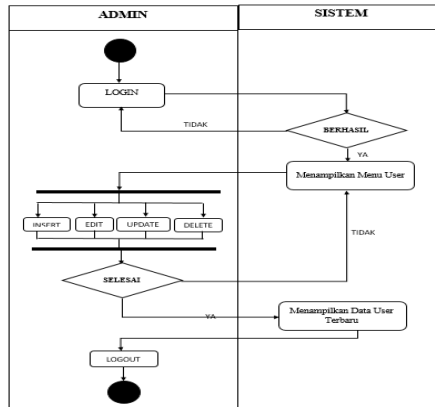 ADMIN
SISTEM
LOGIN
TIDAK
BERHASIL
YA
Menampilkan Menu User
INSERT
EDIT
UPDATE
DELETE
TIDAK
SELESAI
YA
Menampilkan Data User
Terbaru
LOGOUT